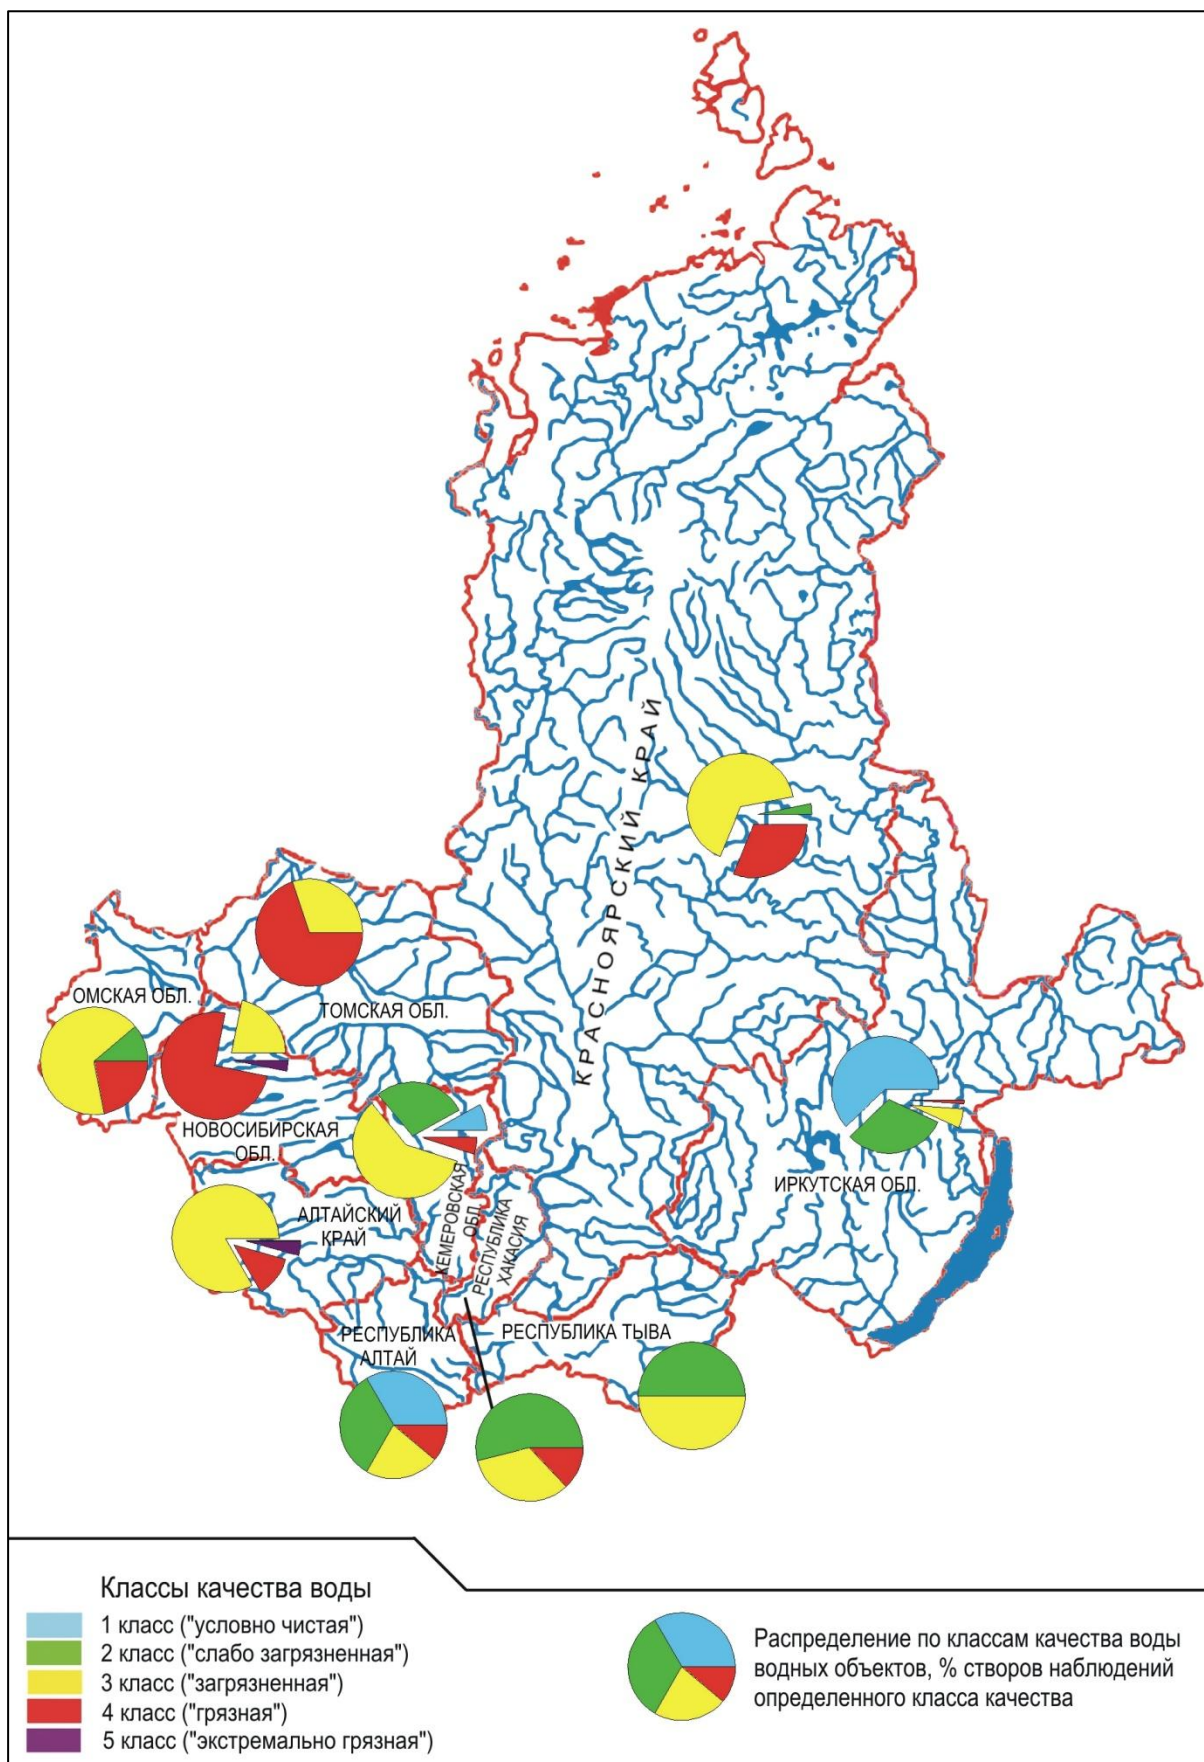 КРАСНОЯРСКИЙ КРАЙ
ОМСКАЯ ОБЛ.
ТОМСКАЯ ОБЛ.
НОВОСИБИРСКАЯ
ОБЛ.
КЕМЕРОВСКАЯ
ОБЛ.
ИРКУТСКАЯ ОБЛ.
АЛТАЙСКИЙ
КРАЙ
РЕСПУБЛИКА
ХАКАСИЯ
РЕСПУБЛИКА
АЛТАЙ
РЕСПУБЛИКА ТЫВА
Классы качества воды
1 класс ("условно чистая")
2 класс ("слабо загрязненная")
3 класс ("загрязненная")
4 класс ("грязная")
5 класс ("экстремально грязная")
Распределение по классам качества воды
водных объектов, % створов наблюдений
определенного класса качества